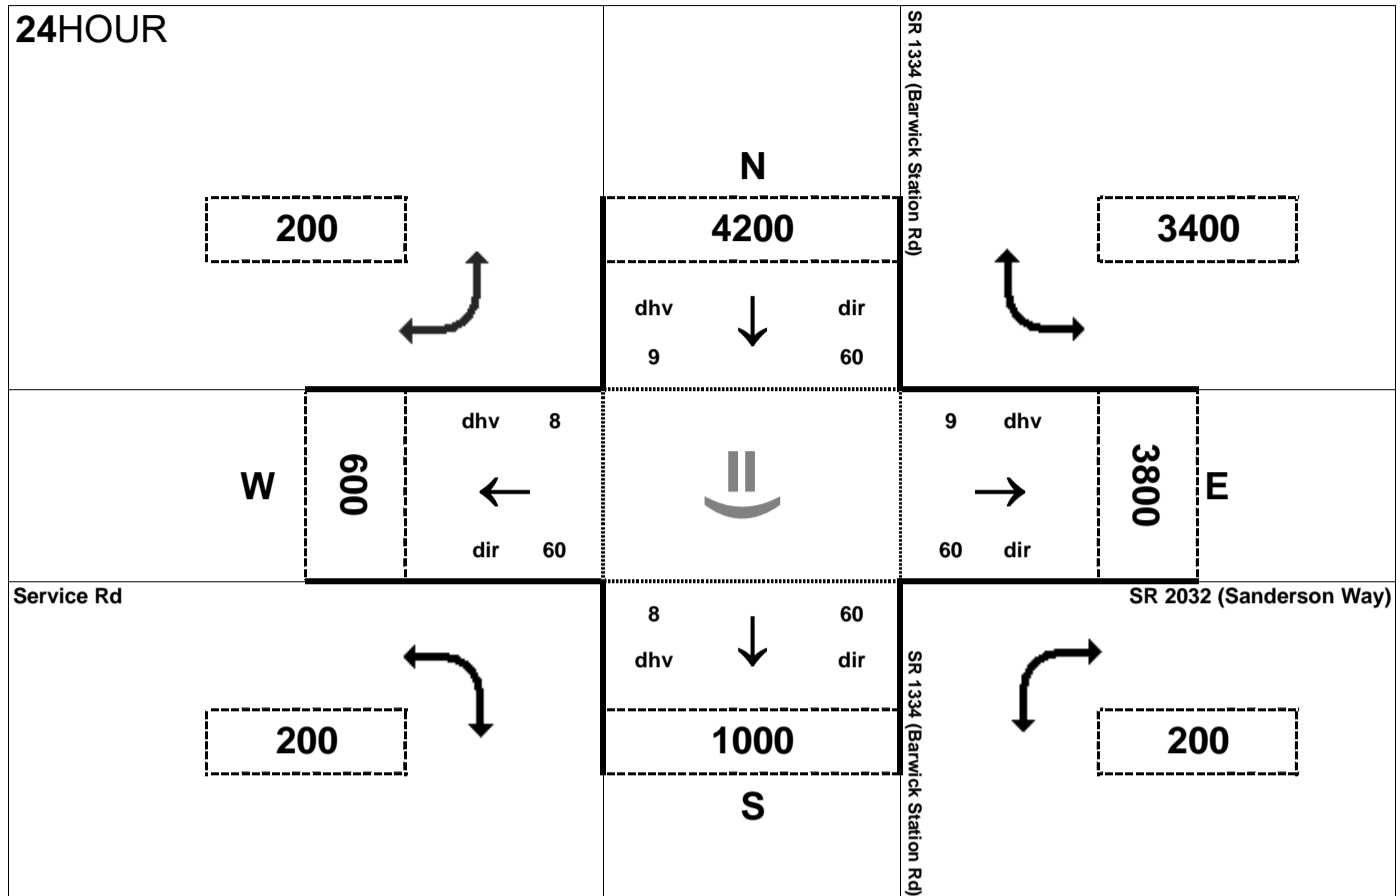 24HOUR
SR 1334 (Barwick Station Rd)
N
200
4200
3400
dhv
dir
9
60
dhv 8
9 dhv
W
600
3800
E
dir 60
60 dir
Service Rd
SR 2032 (Sanderson Way)
8
60
dhv
dir
SR 1334 (Barwick Station Rd)
200
1000
200
S